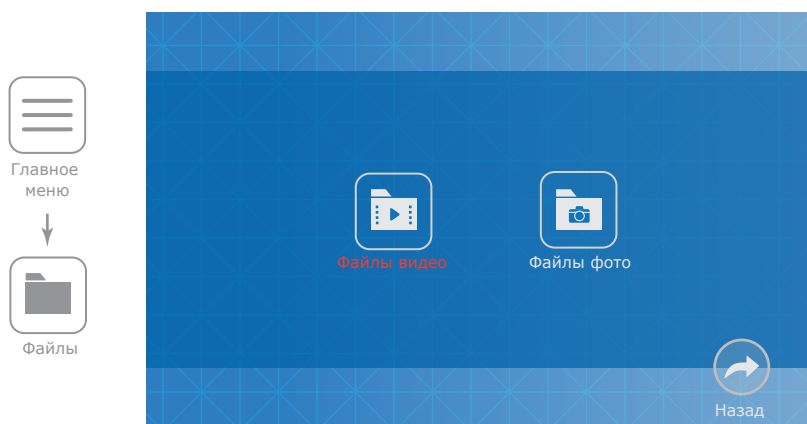 Главное
меню
Файлы
Файлы видео
Файлы фото
Назад